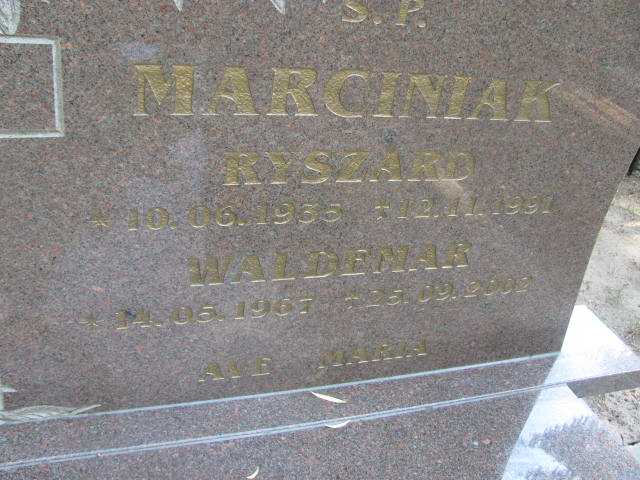 Ś.P.
MARCINIAK
RYSZARD
* 10.06.1935 +12.11.1991
WALDEMAR
* 14.05.1967 +25.09.2002
AVE MARIA